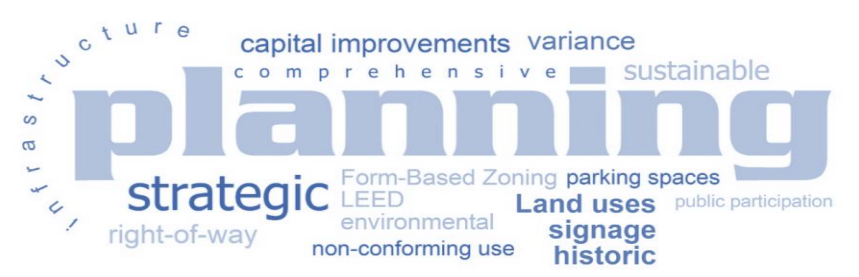 infrastructure
capital improvements variance
comprehensive sustainable
planning
strategic Form-Based Zoning parking spaces
LEED Land uses public participation
right-of-way environmental signage
non-conforming use historic